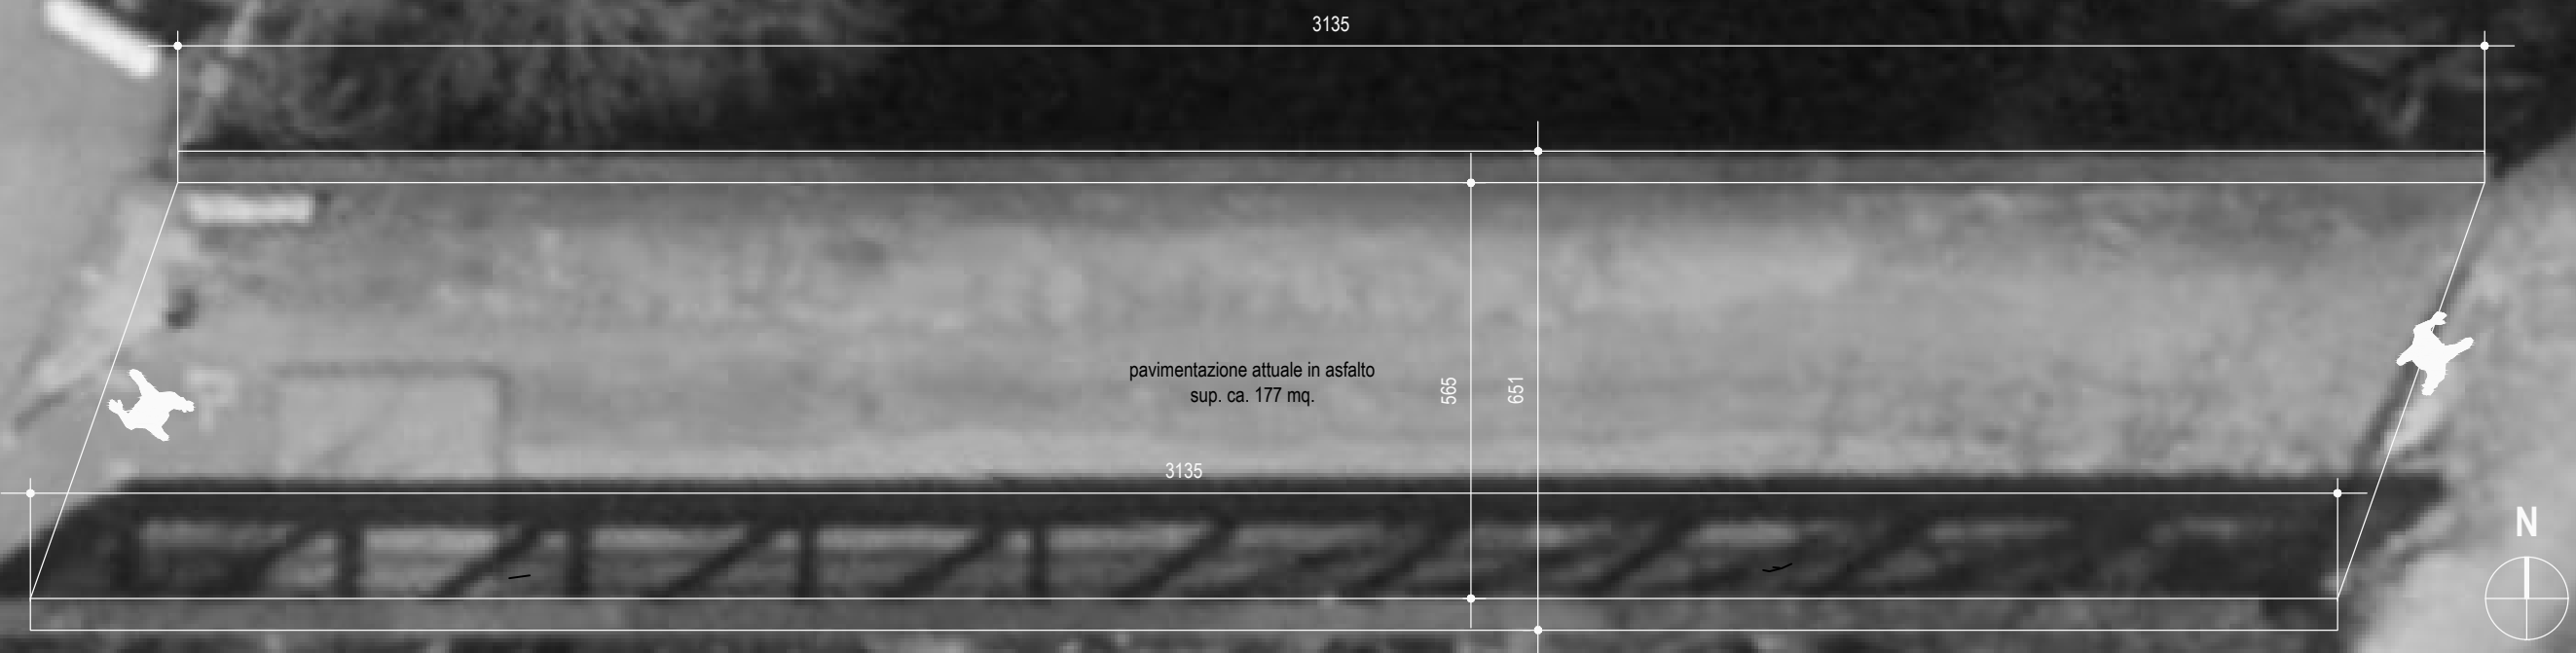 3135
pavimentazione attuale in asfalto
sup. ca. 177 mq.
565
651
3135
N